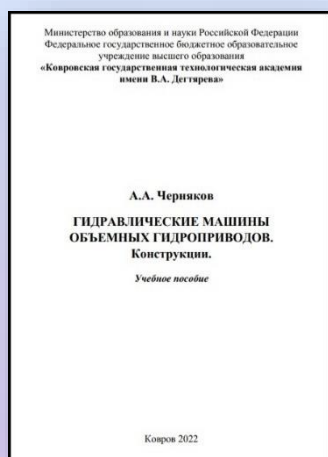 Министерство образования и науки Российской Федерации
Федеральное государственное бюджетное образовательное
учреждение высшего образования
«Ковровская государственная технологическая академия
имени В.А. Дегтярева»
А.А. Черняков
ГИДРАВЛИЧЕСКИЕ МАШИНЫ
ОБЪЕМНЫХ ГИДРОПРИВОДОВ.
Конструкции.
Учебное пособие
Ковров 2022